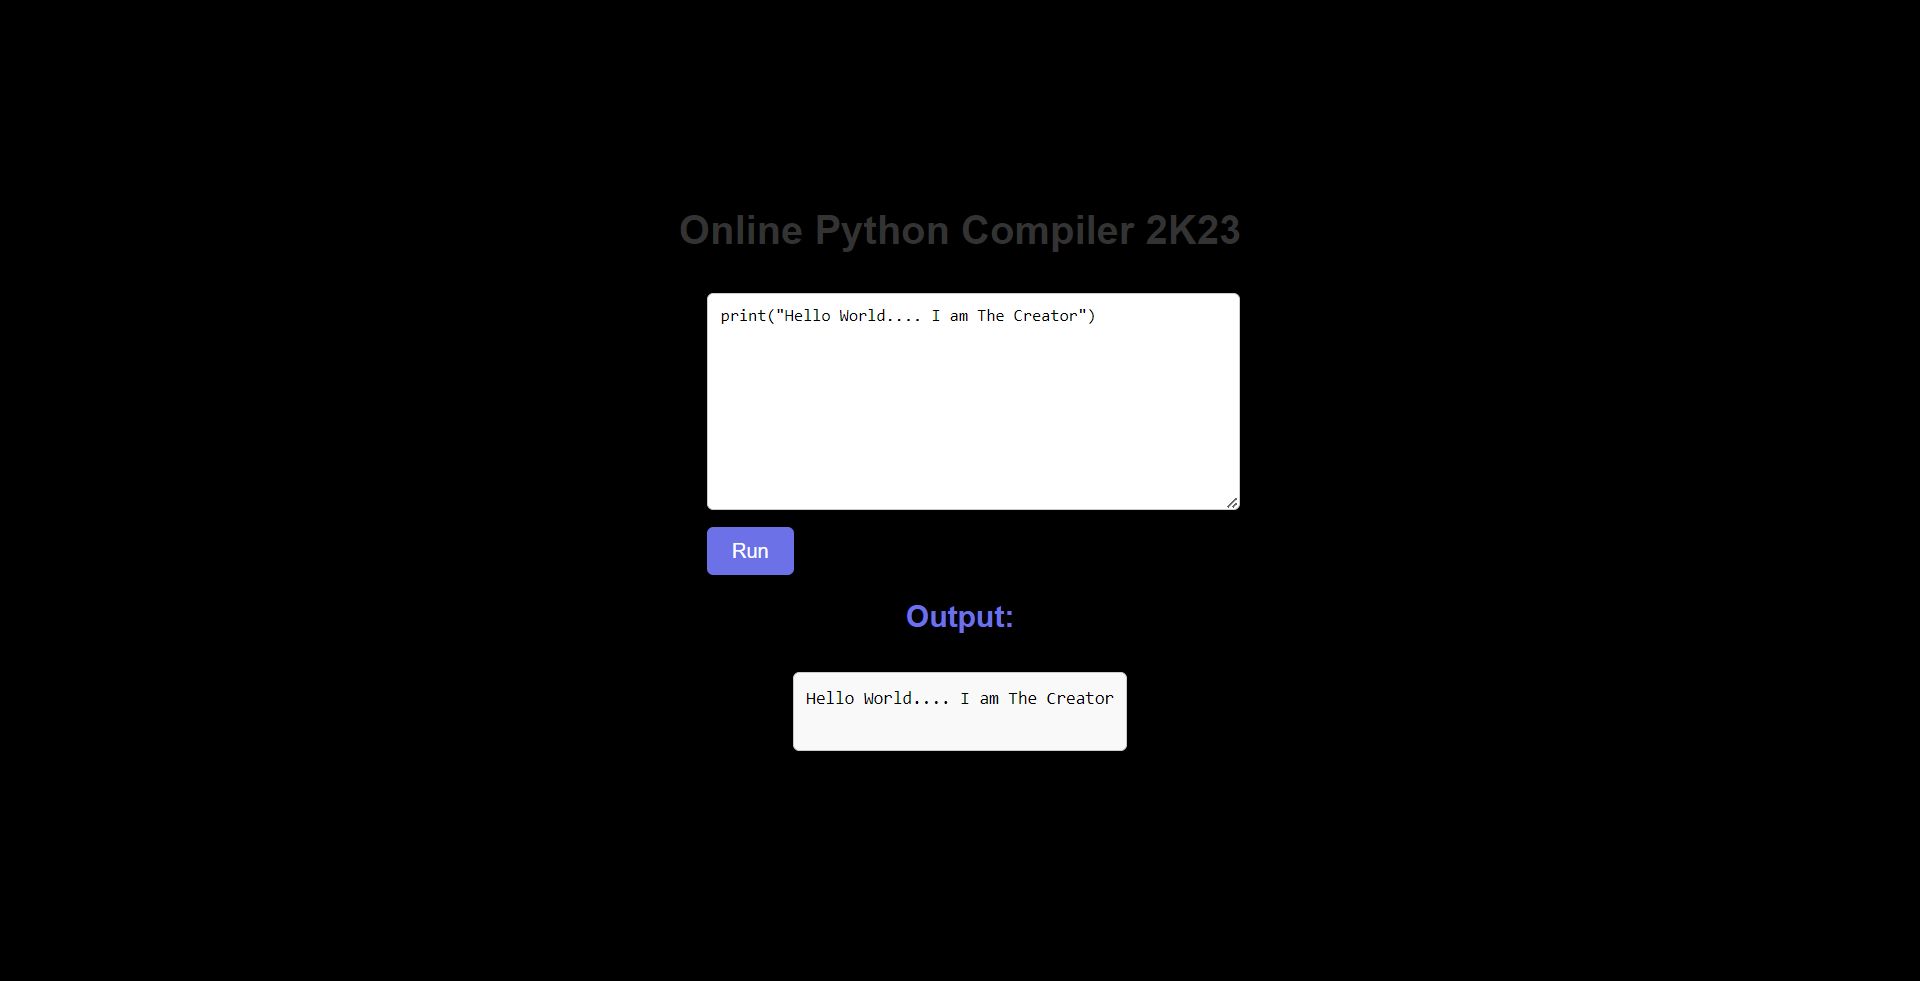 Online Python Compiler 2K23
print("Hello World.... I am The Creator")
Run
Output:
Hello World.... I am The Creator